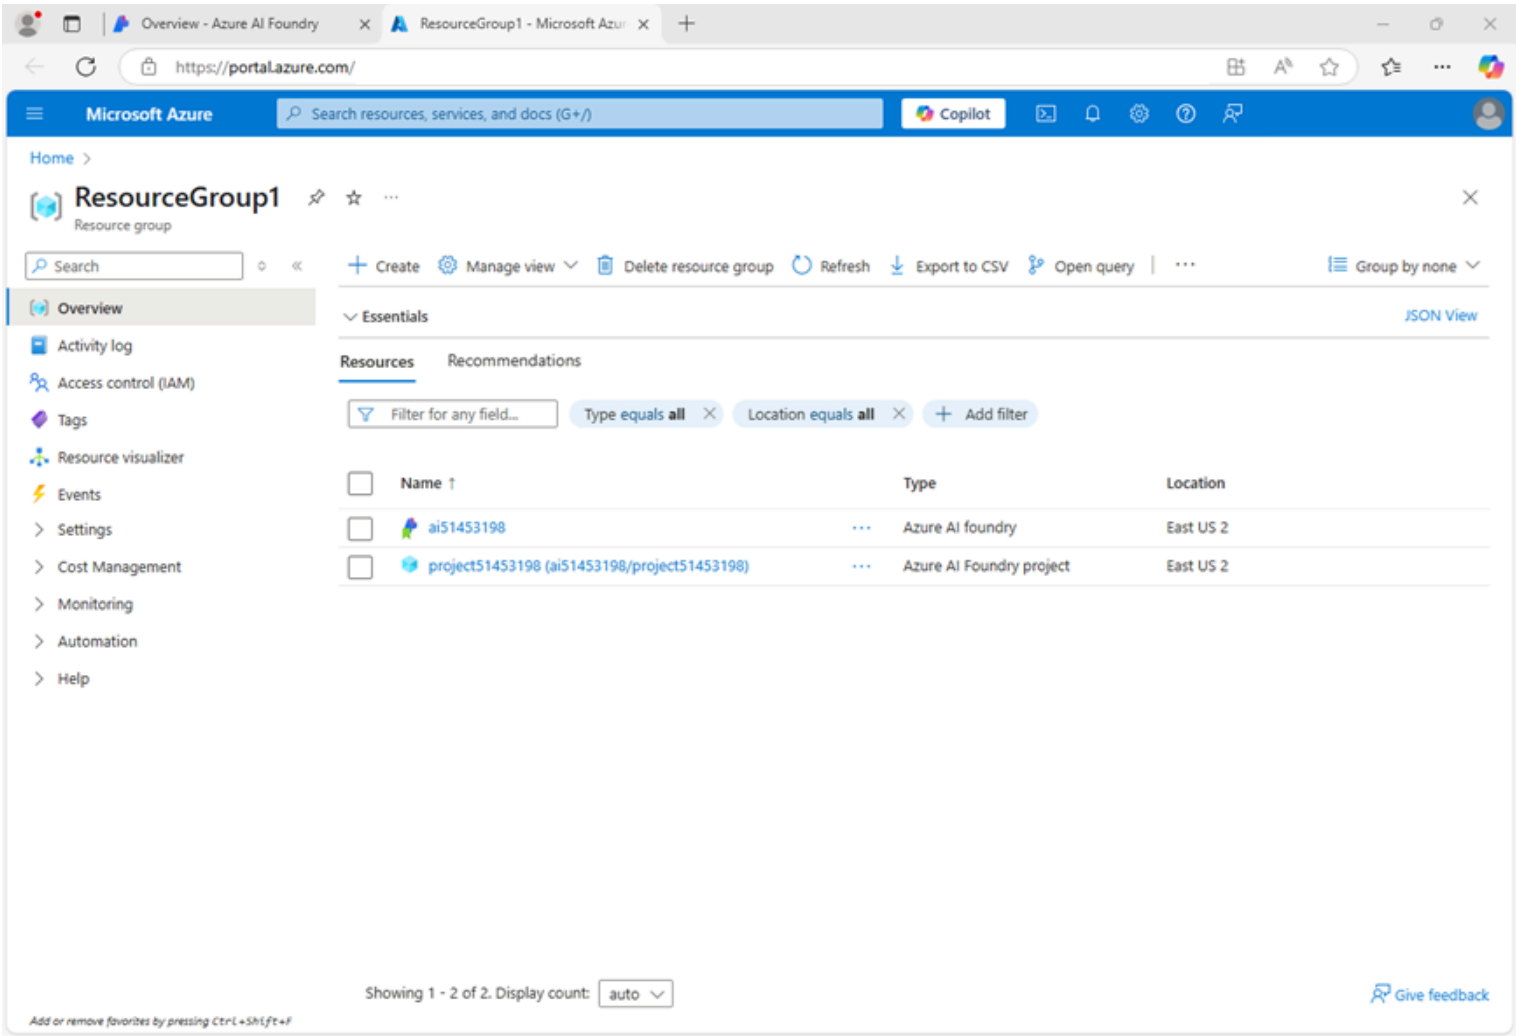 Overview - Azure AI Foundry
ResourceGroup1 - Microsoft Azu
https://portal.azure.com/
Microsoft Azure
Search resources, services, and docs (G+/)
Copilot
Home
ResourceGroup1
Resource group
Search
Create
Manage view
Delete resource group
Refresh
Export to CSV
Open query
Group by none
Overview
Activity log
Access control (IAM)
Tags
Resource visualizer
Events
Settings
Cost Management
Monitoring
Automation
Help
Essentials
JSON View
Resources
Recommendations
Filter for any field...
Type equals all
Location equals all
Add filter
Name ↑
Type
Location
ai51453198
Azure AI foundry
East US 2
project51453198 (ai51453198/project51453198)
Azure AI Foundry project
East US 2
Showing 1 - 2 of 2. Display count: auto
Give feedback
Add or remove favorites by pressing Ctrl+Shift+F